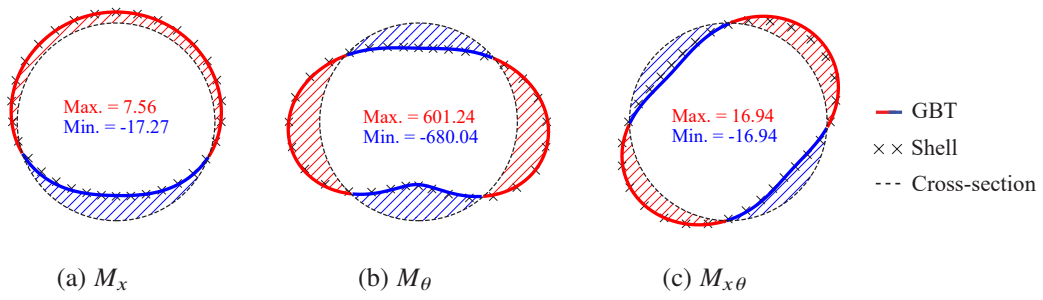 Max. = 7.56
Min. = -17.27
Max. = 601.24
Min. = -680.04
Max. = 16.94
Min. = -16.94
GBT
Shell
Cross-section
(a) Mx
(b) Mθ
(c) Mxθ